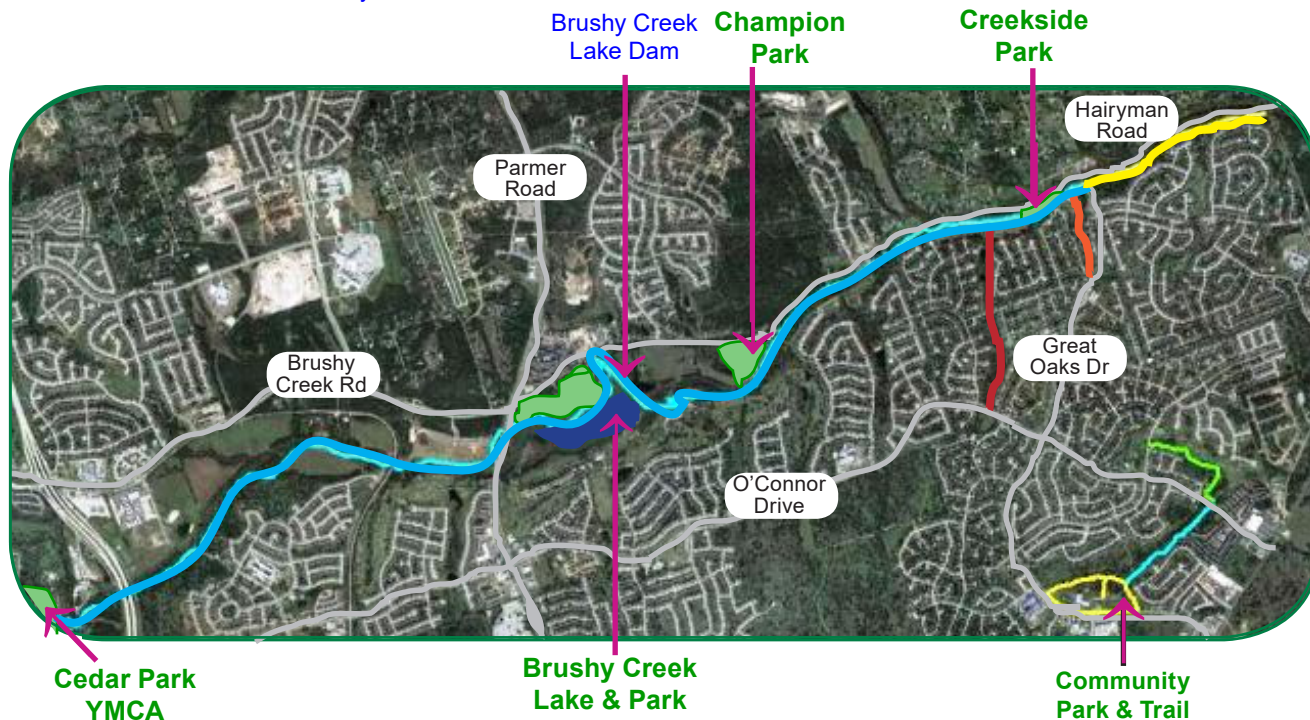 Brushy Creek
Lake Dam
Champion
Park
Creekside
Park
Hairyman
Road
Parmer
Road
Brushy
Creek Rd
Great
Oaks Dr
O'Connor
Drive
Cedar Park
YMCA
Brushy Creek
Lake & Park
Community
Park & Trail